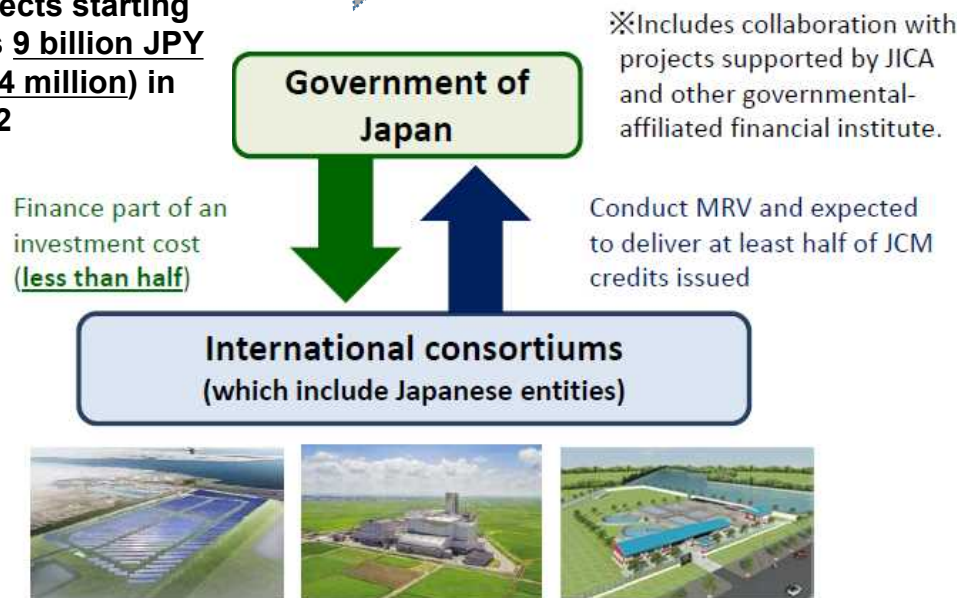 ects starting
s 9 billion JPY
4 million) in
2
※Includes collaboration with
projects supported by JICA
and other governmental-
affiliated financial institute.
Government of
Japan
Finance part of an
investment cost
(less than half)
Conduct MRV and expected
to deliver at least half of JCM
credits issued
International consortiums
(which include Japanese entities)